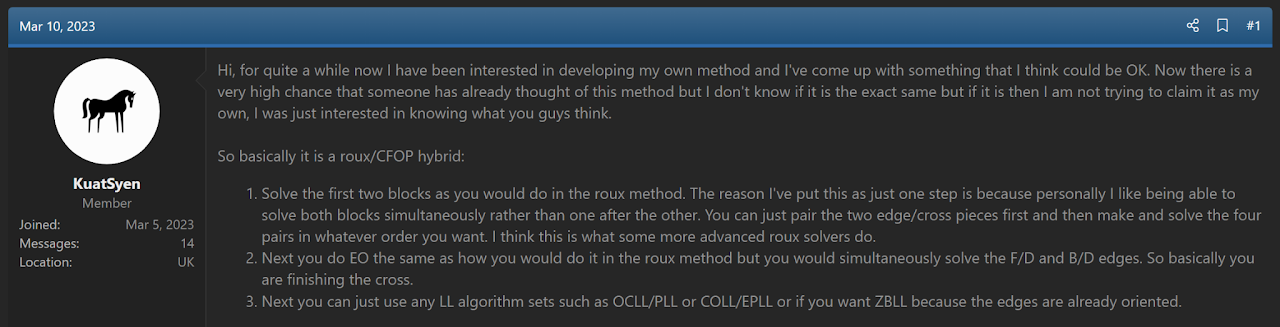 Mar 10, 2023
#1
KuatSyen
Member
Joined: Mar 5, 2023
Messages: 14
Location: UK
Hi, for quite a while now I have been interested in developing my own method and I've come up with something that I think could be OK. Now there is a
very high chance that someone has already thought of this method but I don't know if it is the exact same but if it is then I am not trying to claim it as my
own, I was just interested in knowing what you guys think.
So basically it is a roux/CFOP hybrid:
1. Solve the first two blocks as you would do in the roux method. The reason I've put this as just one step is because personally I like being able to
solve both blocks simultaneously rather than one after the other. You can just pair the two edge/cross pieces first and then make and solve the four
pairs in whatever order you want. I think this is what some more advanced roux solvers do.
2. Next you do EO the same as how you would do it in the roux method but you would simultaneously solve the F/D and B/D edges. So basically you
are finishing the cross.
3. Next you can just use any LL algorithm sets such as OCLL/PLL or COLL/EPLL or if you want ZBLL because the edges are already oriented.